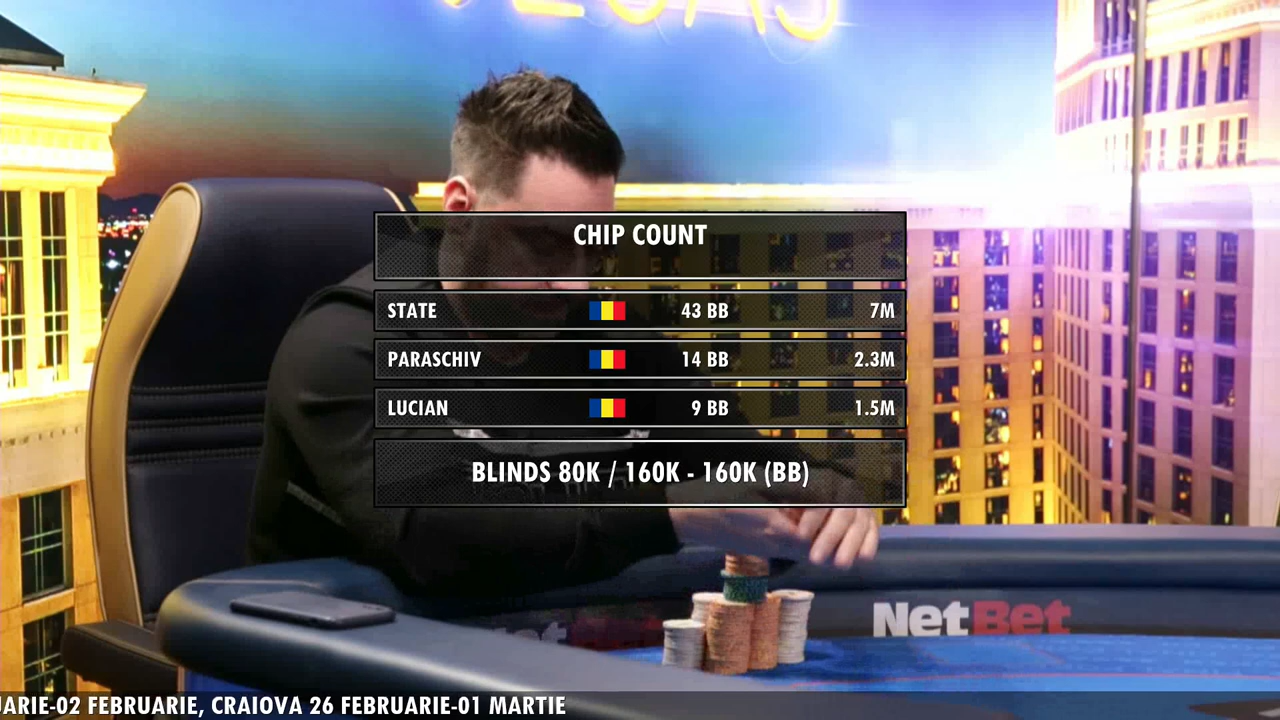 VEGAS
CHIP COUNT
STATE 43 BB 7M
PARASCHIV 14 BB 2.3M
LUCIAN 9 BB 1.5M
BLINDS 80K / 160K - 160K (BB)
NetBet
UARIE-02 FEBRUARIE, CRAIOVA 26 FEBRUARIE-01 MARTIE